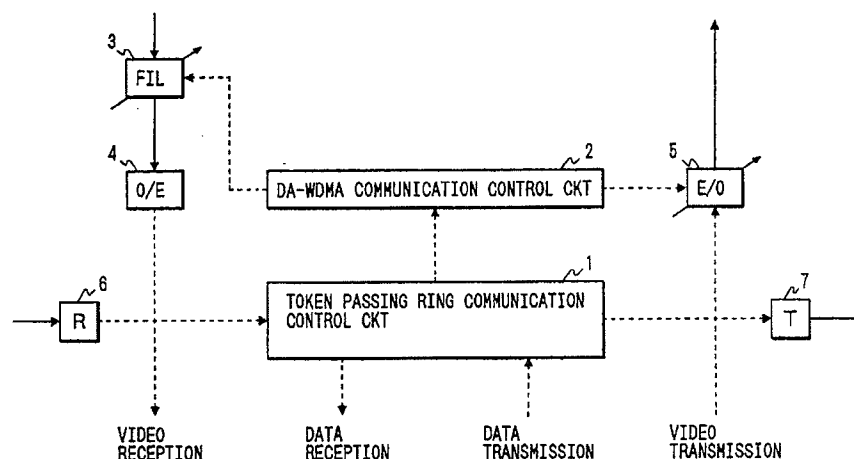 3
FIL
4
O/E
2
DA-WDMA COMMUNICATION CONTROL CKT
5
E/O
6
R
1
TOKEN PASSING RING COMMUNICATION
CONTROL CKT
7
T
VIDEO
RECEPTION
DATA
RECEPTION
DATA
TRANSMISSION
VIDEO
TRANSMISSION